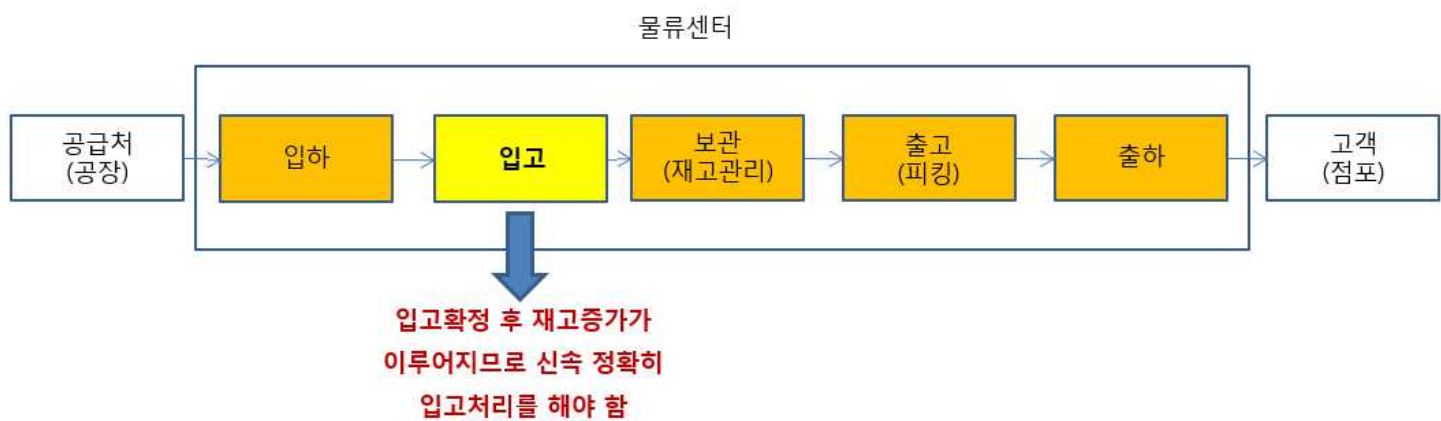 물류센터
공급처
(공장)
입하
입고
보관
(재고관리)
출고
(피킹)
출하
고객
(점포)
입고확정 후 재고증가가
이루어지므로 신속 정확히
입고처리를 해야 함